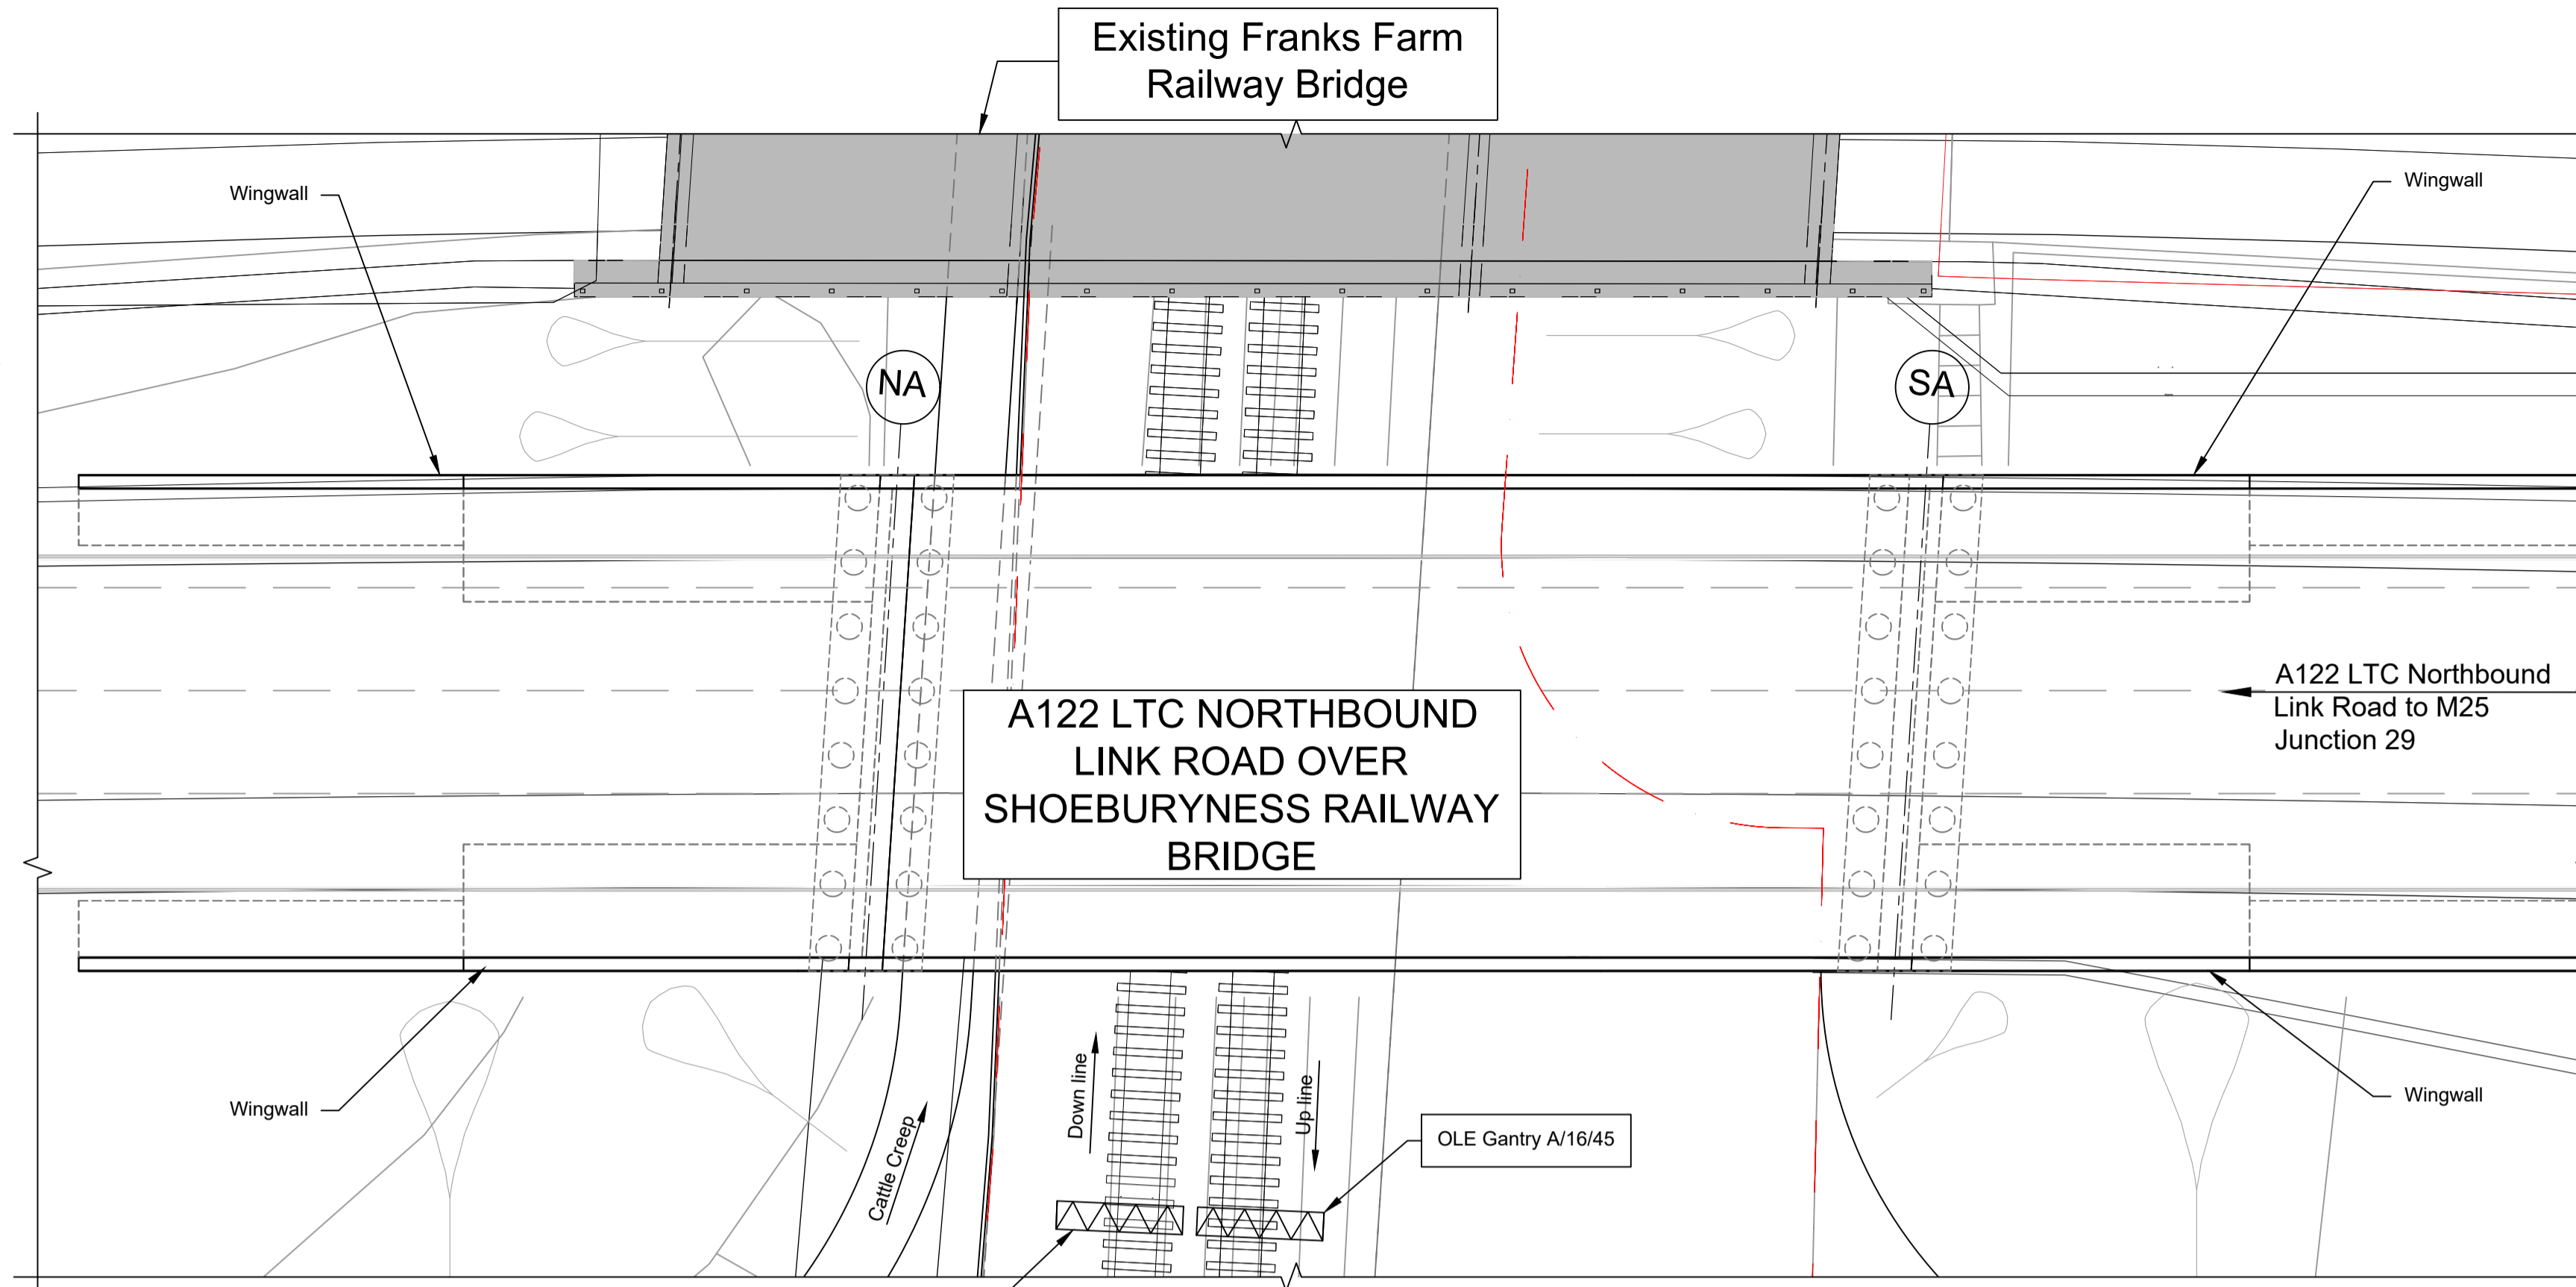 Existing Franks Farm
Railway Bridge
Wingwall
Wingwall
NA
SA
A122 LTC NORTHBOUND
LINK ROAD OVER
SHOEBURYNESS RAILWAY
BRIDGE
A122 LTC Northbound
Link Road to M25
Junction 29
Wingwall
Cattle Creep
Down line
Up line
OLE Gantry A/16/45
Wingwall